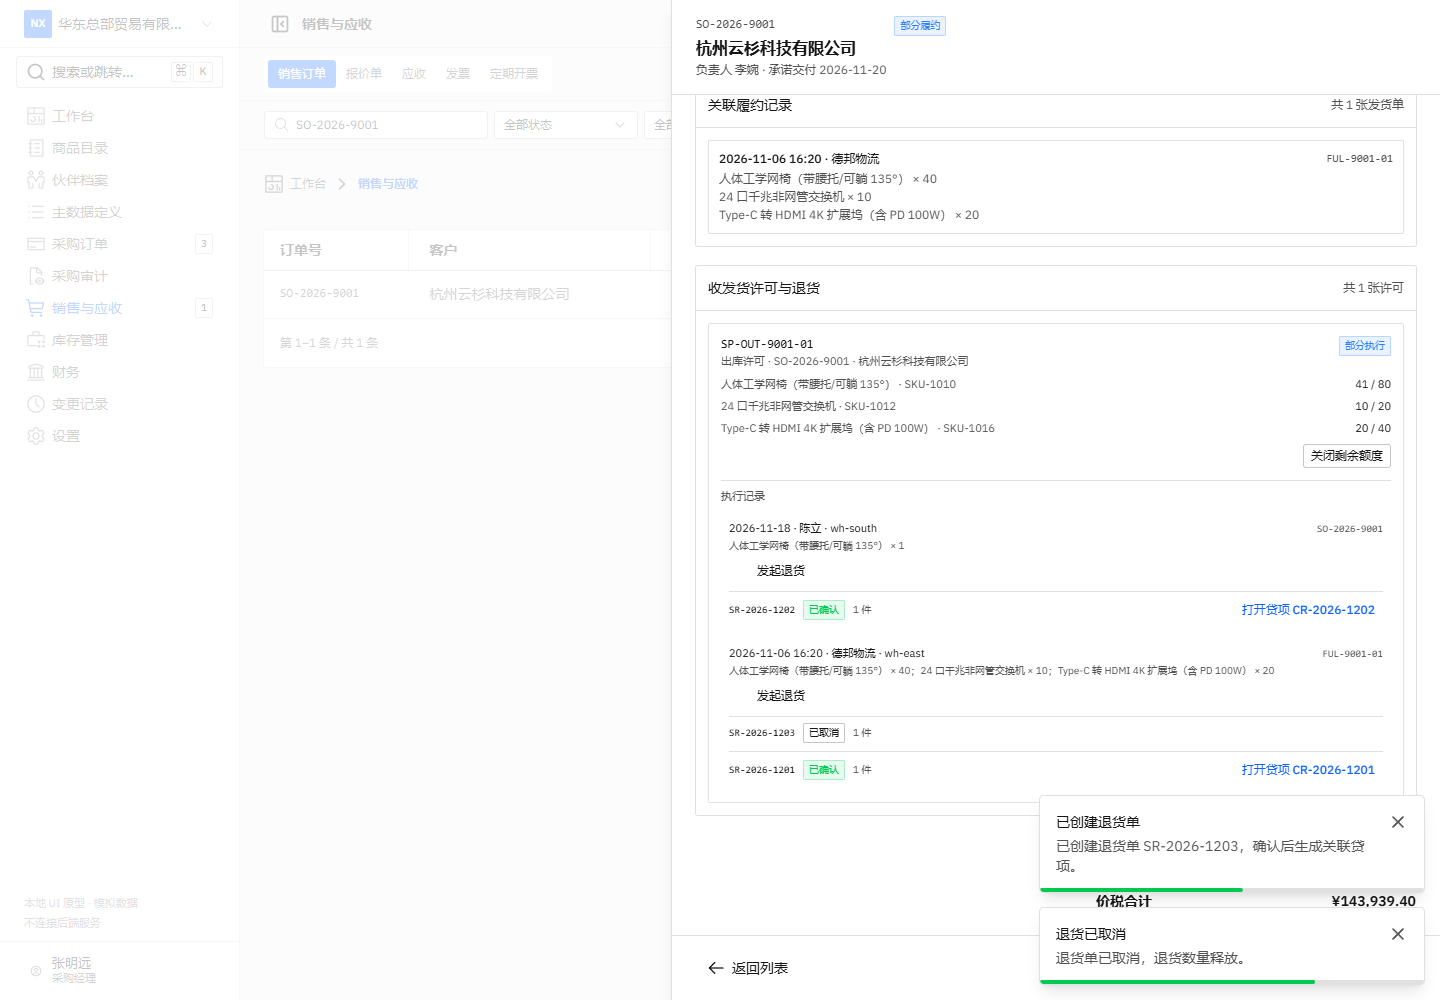 NX 华东总部贸易有限...
搜索或跳转... ⌘ K
工作台
商品目录
伙伴档案
主数据定义
采购订单 3
采购审计
销售与应收 1
库存管理
财务
变更记录
设置
本地 UI 原型 · 模拟数据
不连接后端服务
张明远
采购经理
销售与应收
销售订单 报价单 应收 发票 定期开票
SO-2026-9001 全部状态 全
工作台 销售与应收
订单号 客户
SO-2026-9001 杭州云杉科技有限公司
第 1–1 条 / 共 1 条
SO-2026-9001 部分履约
杭州云杉科技有限公司
负责人 李婉 · 承诺交付 2026-11-20
关联履约记录 共 1 张发货单
2026-11-06 16:20 · 德邦物流 FUL-9001-01
人体工学网椅（带腰托/可躺 135°） × 40
24 口千兆非网管交换机 × 10
Type-C 转 HDMI 4K 扩展坞（含 PD 100W） × 20
收发货许可与退货 共 1 张许可
SP-OUT-9001-01 部分执行
出库许可 · SO-2026-9001 · 杭州云杉科技有限公司
人体工学网椅（带腰托/可躺 135°） · SKU-1010 41 / 80
24 口千兆非网管交换机 · SKU-1012 10 / 20
Type-C 转 HDMI 4K 扩展坞（含 PD 100W） · SKU-1016 20 / 40
关闭剩余额度
执行记录
2026-11-18 · 陈立 · wh-south SO-2026-9001
人体工学网椅（带腰托/可躺 135°） × 1
发起退货
SR-2026-1202 已确认 1 件 打开贷项 CR-2026-1202
2026-11-06 16:20 · 德邦物流 · wh-east FUL-9001-01
人体工学网椅（带腰托/可躺 135°） × 40；24 口千兆非网管交换机 × 10；Type-C 转 HDMI 4K 扩展坞（含 PD 100W） × 20
发起退货
SR-2026-1203 已取消 1 件
SR-2026-1201 已确认 1 件 打开贷项 CR-2026-1201
已创建退货单
已创建退货单 SR-2026-1203，确认后生成关联贷
项。
价税合计 ¥143,939.40
退货已取消
退货单已取消，退货数量释放。
返回列表